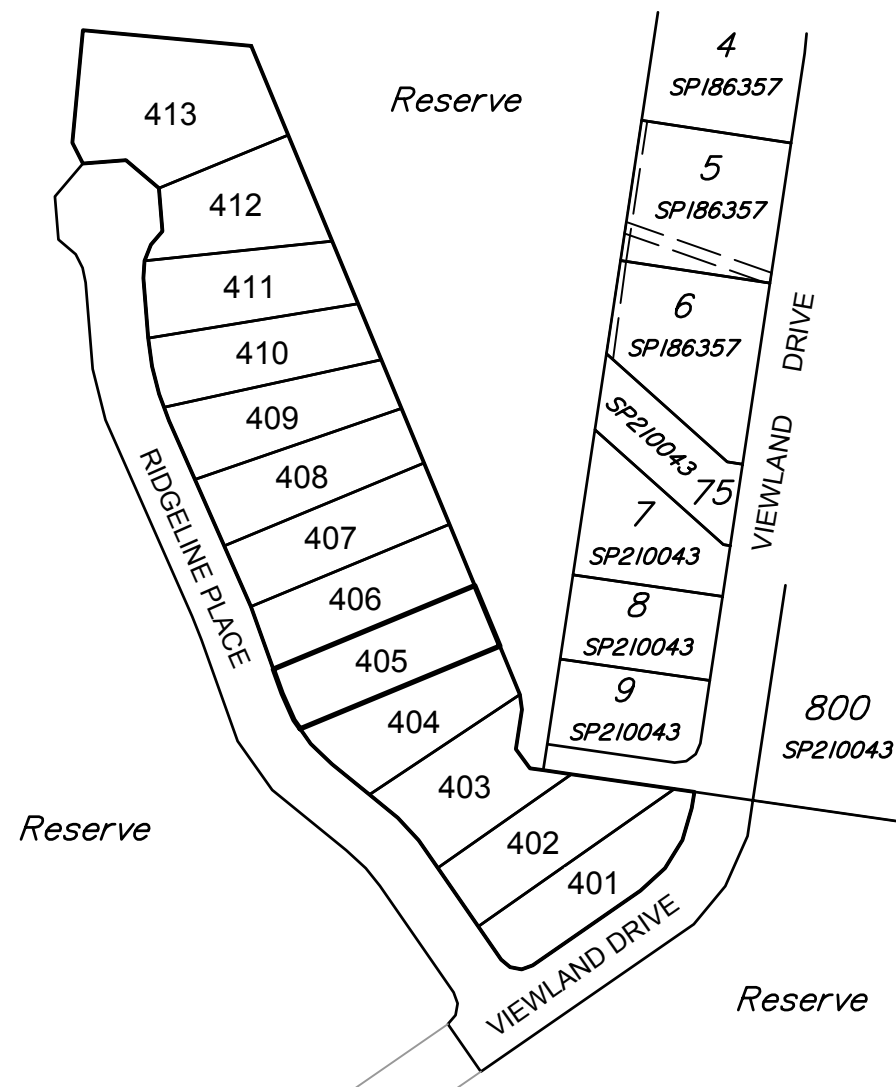 4
SP186357
Reserve
413
5
SP186357
412
411
6
SP186357
DRIVE
VIEWLAND
410
409
SP210043
75
408
RIDGELINE PLACE
407
7
SP210043
406
8
SP210043
405
9
SP210043
404
800
SP210043
403
Reserve
402
401
VIEWLAND DRIVE
Reserve